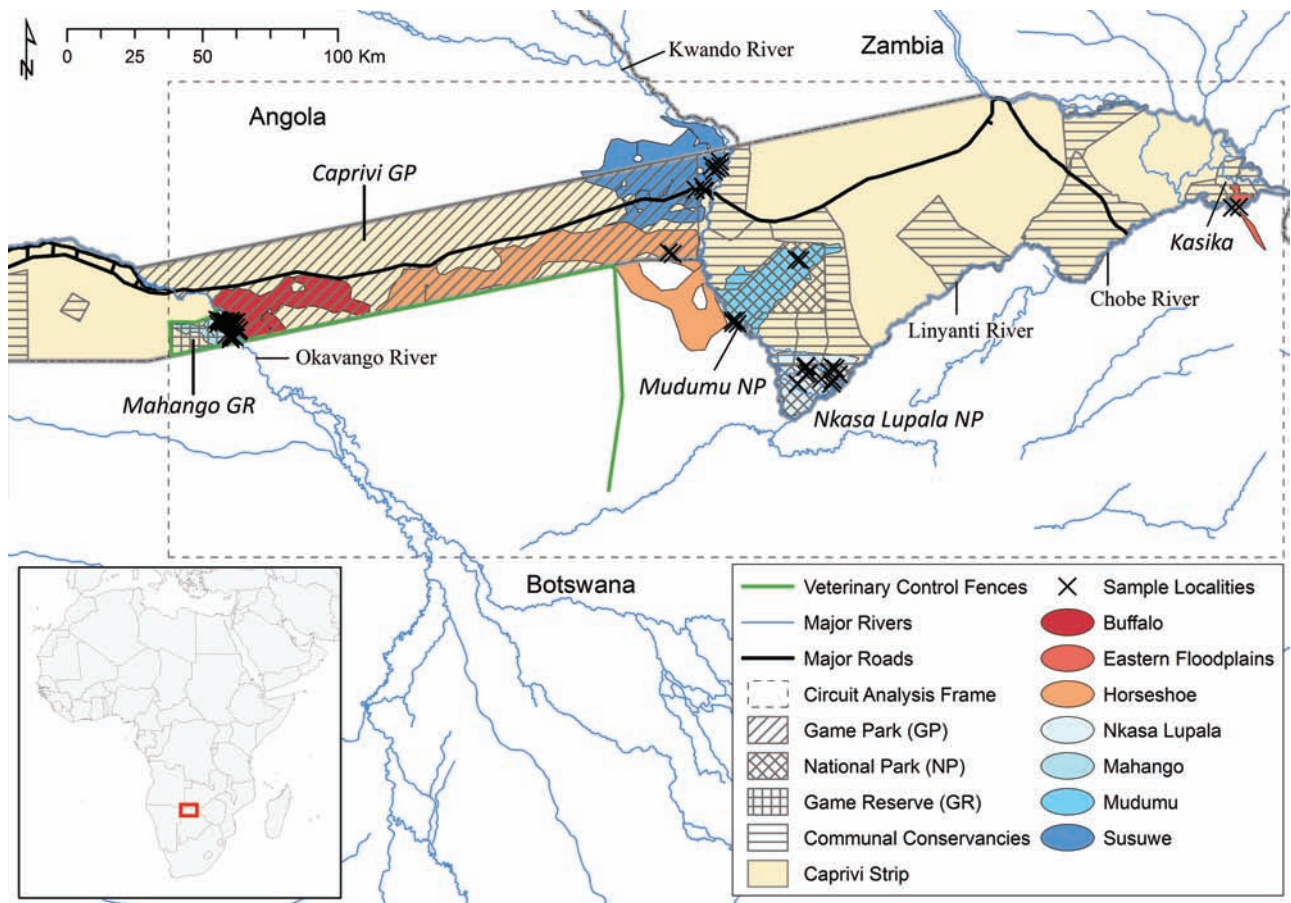 N
0 50 100 Km
Kwando River
Zambia
Angola
Caprivi GP
Kasika
Chobe River
Linyanti River
Okavango River
Mahango GR
Mudumu NP
Nkasa Lupala NP
Botswana
Veterinary Control Fences
Major Rivers
Major Roads
Circuit Analysis Frame
Game Park (GP)
National Park (NP)
Game Reserve (GR)
Communal Conservancies
Caprivi Strip
Sample Localities
Buffalo
Eastern Floodplains
Horseshoe
Nkasa Lupala
Mahango
Mudumu
Susuwe